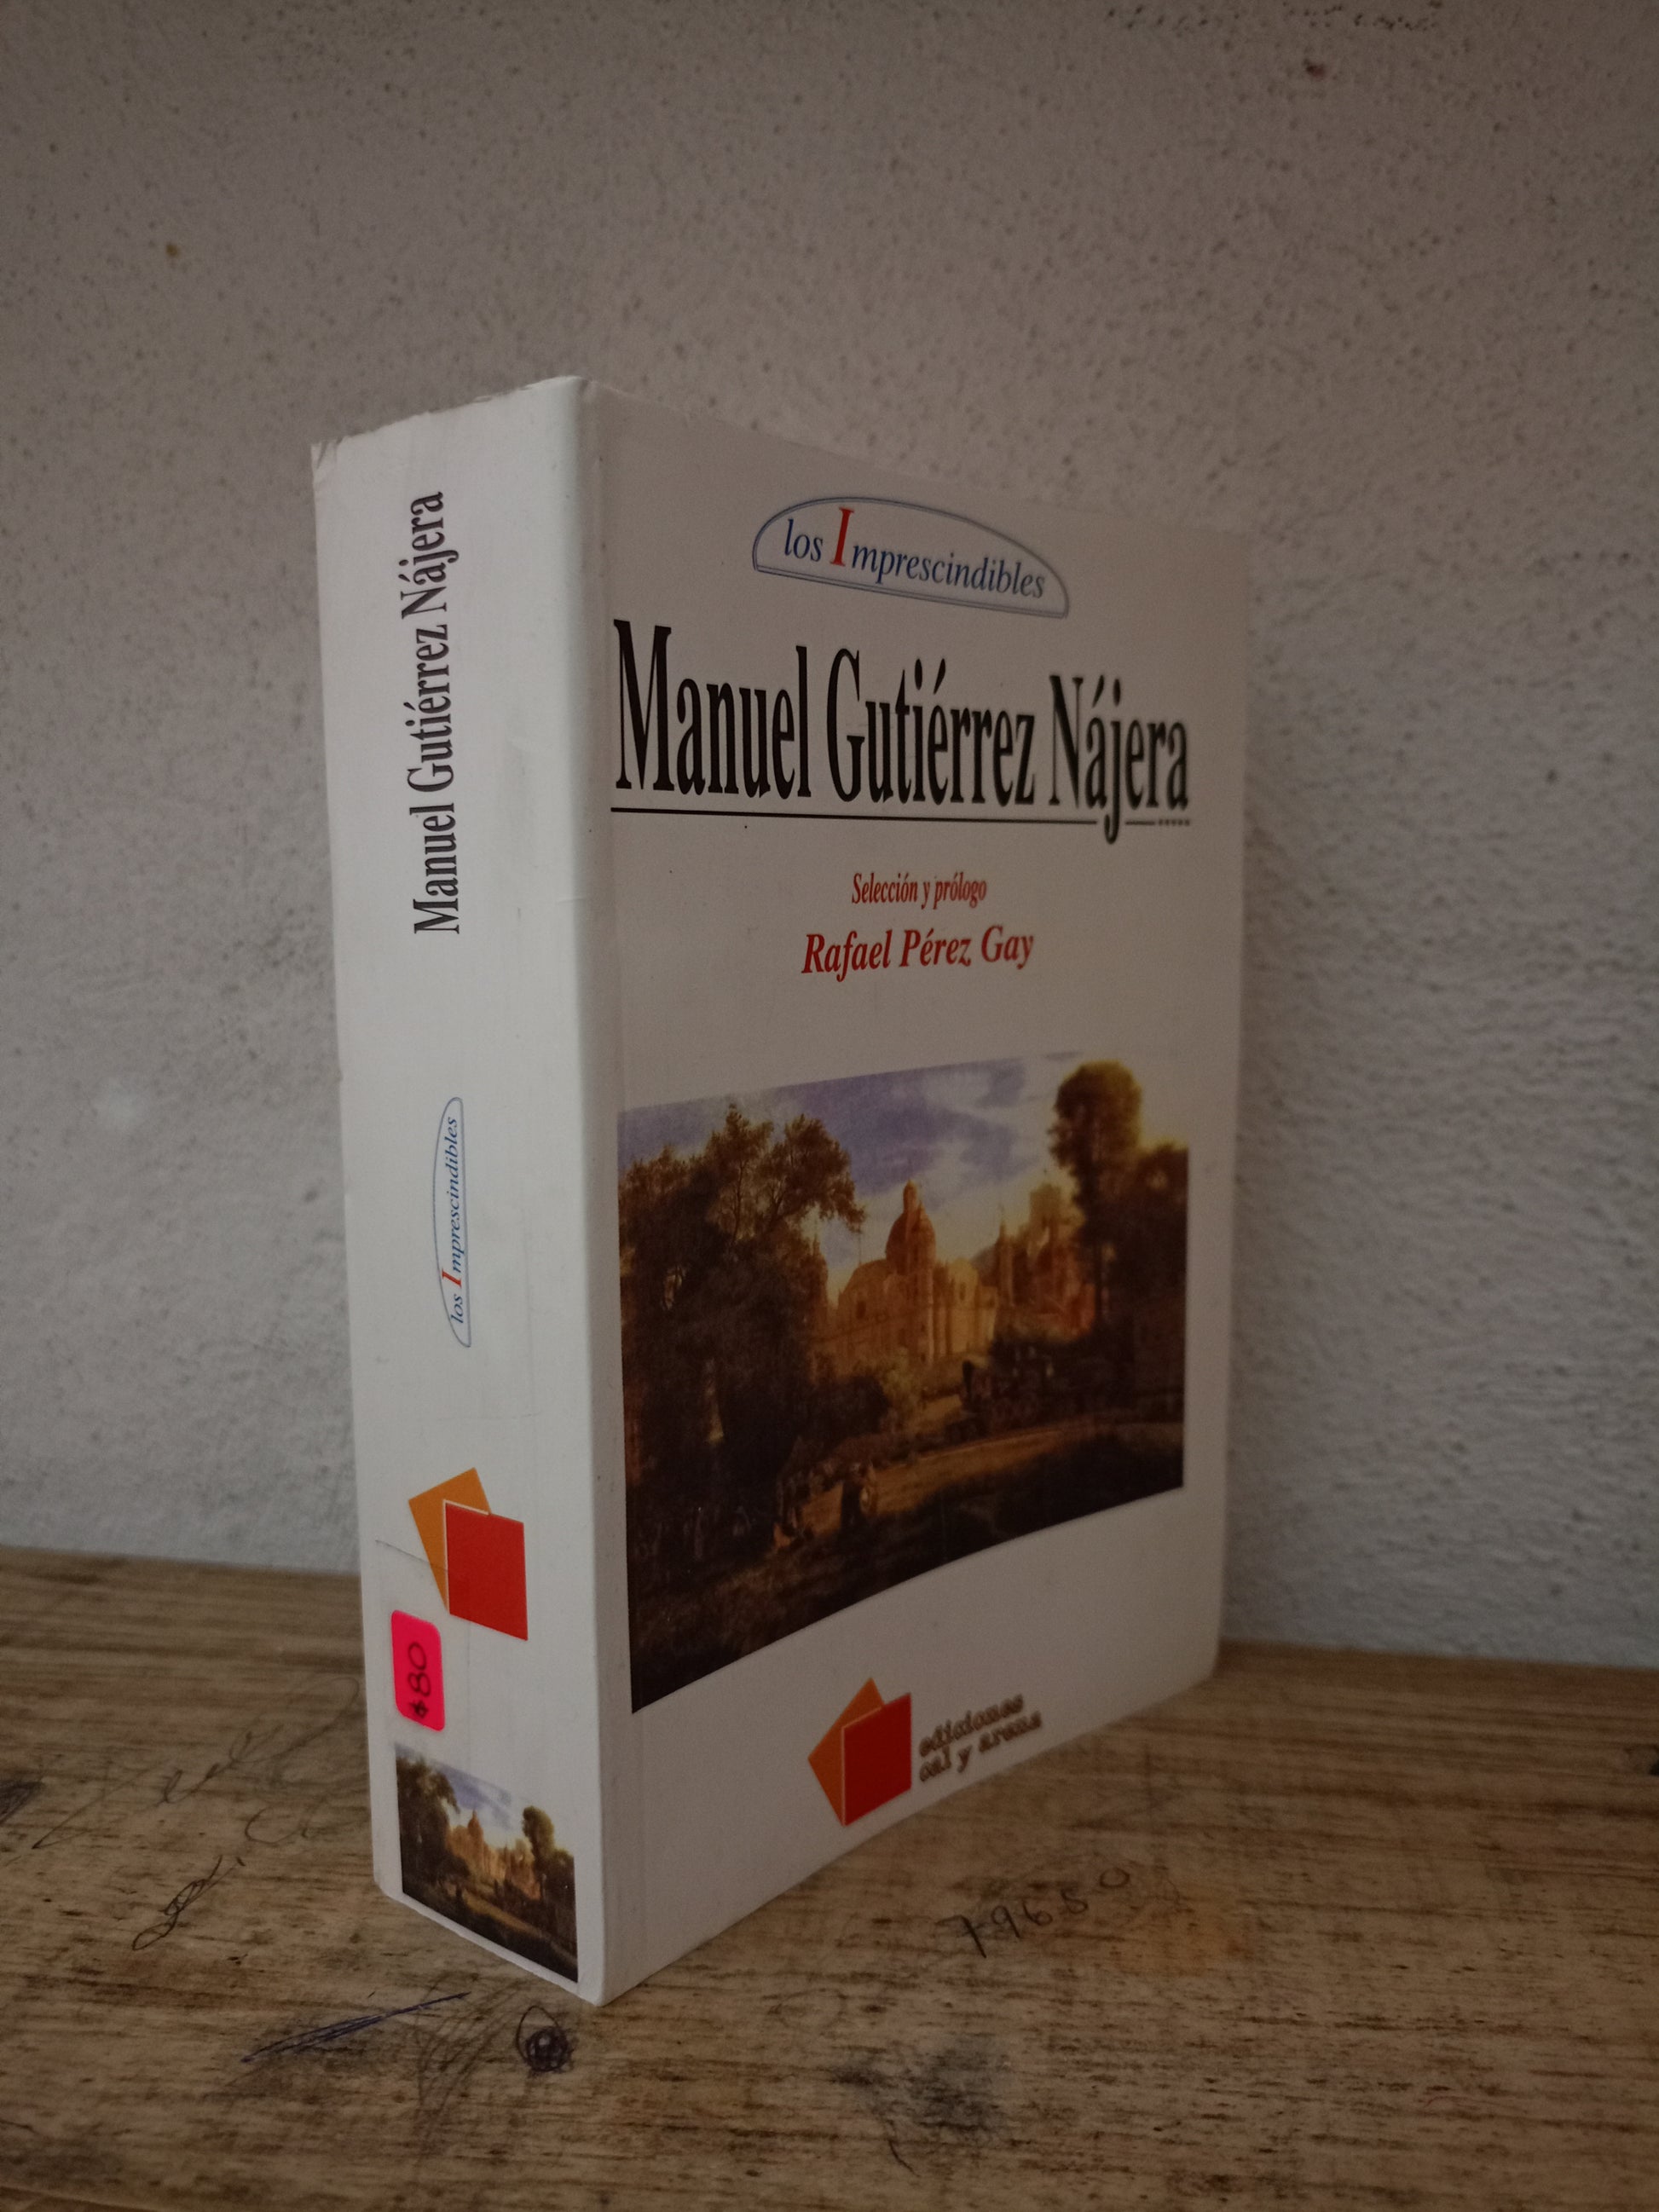 Manuel Gutiérrez Nájera
los Imprescindibles
$80
los Imprescindibles
Manuel Gutiérrez Nájera
Selección y prólogo
Rafael Pérez Gay
ediciones
cal y arena